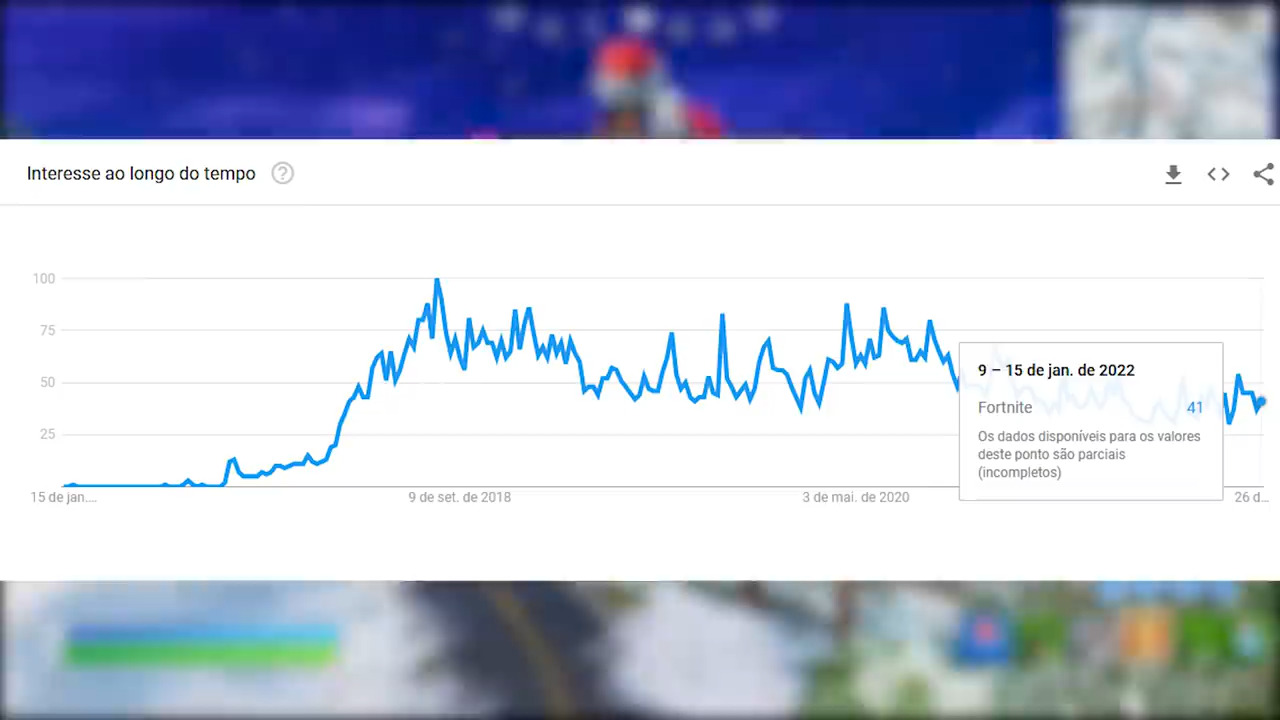 Interesse ao longo do tempo ?
100
75
50
25
15 de jan....
9 de set. de 2018
3 de mai. de 2020
26 d...
9 – 15 de jan. de 2022
Fortnite 41
Os dados disponíveis para os valores
deste ponto são parciais
(incompletos)